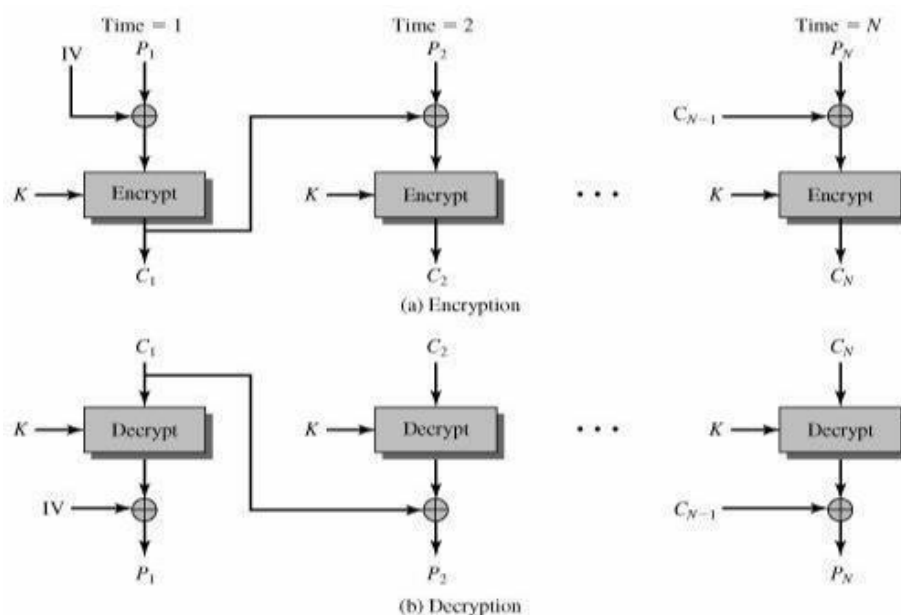 Time = 1 Time = 2 Time = N
IV P1 P2 PN
CN−1
K Encrypt K Encrypt • • • K Encrypt
C1 C2 CN
(a) Encryption
C1 C2 CN
K Decrypt K Decrypt • • • K Decrypt
IV CN−1
P1 P2 PN
(b) Decryption